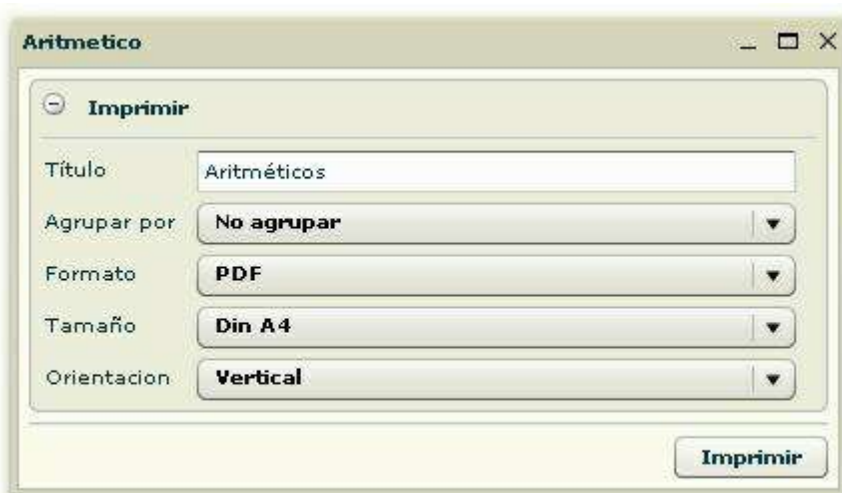 Aritmetico
Imprimir
Título Aritméticos
Agrupar por No agrupar
Formato PDF
Tamaño Din A4
Orientacion Vertical
Imprimir